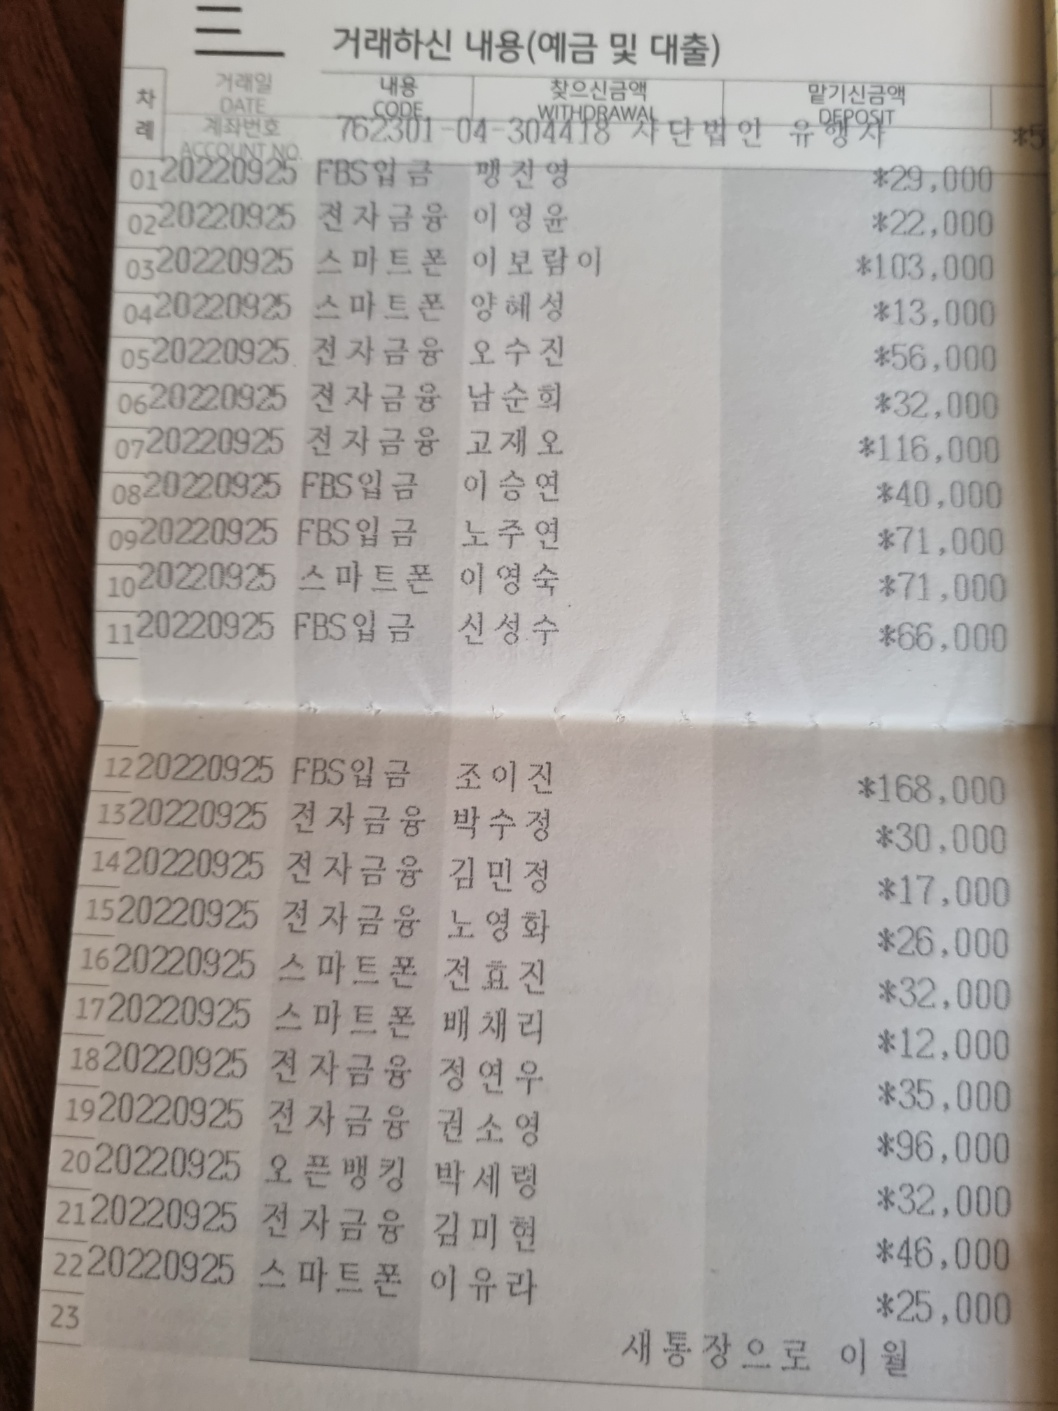 거래하신 내용(예금 및 대출)
차례 거래일 DATE 내용 CODE 찾으신금액 WITHDRAWAL 맡기신금액 DEPOSIT
계좌번호 ACCOUNT NO. 762301-04-304418 사단법인 유행사 *5
01 20220925 FBS입금 맹진영 *29,000
02 20220925 전자금융 이영윤 *22,000
03 20220925 스마트폰 이보람이 *103,000
04 20220925 스마트폰 양혜성 *13,000
05 20220925 전자금융 오수진 *56,000
06 20220925 전자금융 남순희 *32,000
07 20220925 전자금융 고재오 *116,000
08 20220925 FBS입금 이승연 *40,000
09 20220925 FBS입금 노주연 *71,000
10 20220925 스마트폰 이영숙 *71,000
11 20220925 FBS입금 신성수 *66,000
12 20220925 FBS입금 조이진 *168,000
13 20220925 전자금융 박수정 *30,000
14 20220925 전자금융 김민정 *17,000
15 20220925 전자금융 노영화 *26,000
16 20220925 스마트폰 전효진 *32,000
17 20220925 스마트폰 배채리 *12,000
18 20220925 전자금융 정연우 *35,000
19 20220925 전자금융 권소영 *96,000
20 20220925 오픈뱅킹 박세령 *32,000
21 20220925 전자금융 김미현 *46,000
22 20220925 스마트폰 이유라 *25,000
23 새통장으로 이월